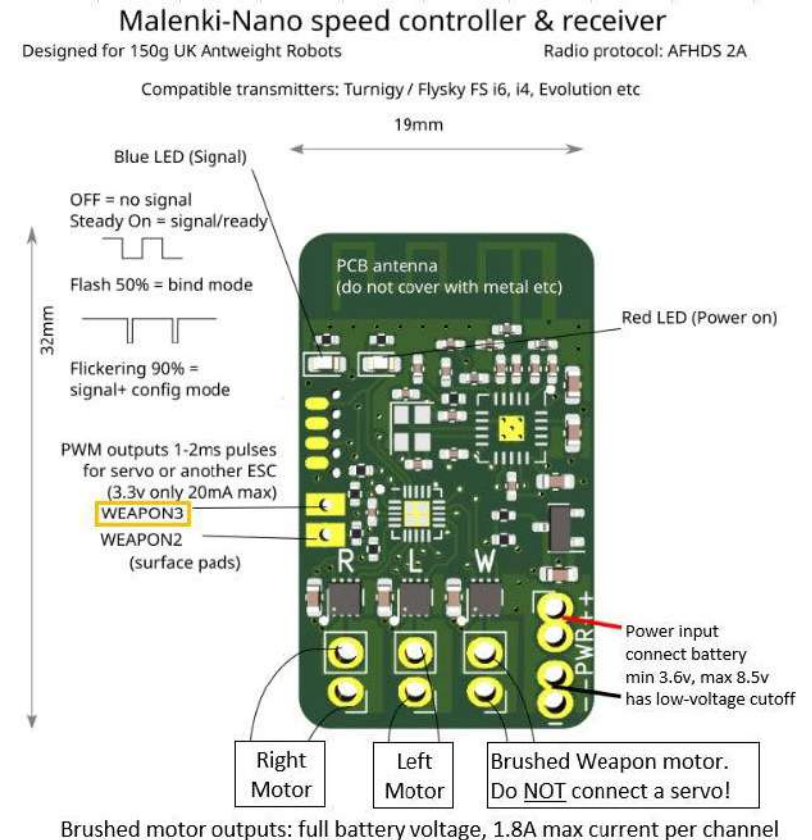 Malenki-Nano speed controller & receiver
Designed for 150g UK Antweight Robots
Radio protocol: AFHDS 2A
Compatible transmitters: Turnigy / Flysky FS i6, i4, Evolution etc
19mm
Blue LED (Signal)
OFF = no signal
Steady On = signal/ready
Flash 50% = bind mode
32mm
Flickering 90% =
signal+ config mode
PCB antenna
(do not cover with metal etc)
Red LED (Power on)
PWM outputs 1-2ms pulses
for servo or another ESC
(3.3v only 20mA max)
WEAPON3
WEAPON2
(surface pads)
R L W
- -PWR++
Power input
connect battery
min 3.6v, max 8.5v
has low-voltage cutoff
Right
Motor
Left
Motor
Brushed Weapon motor.
Do NOT connect a servo!
Brushed motor outputs: full battery voltage, 1.8A max current per channel